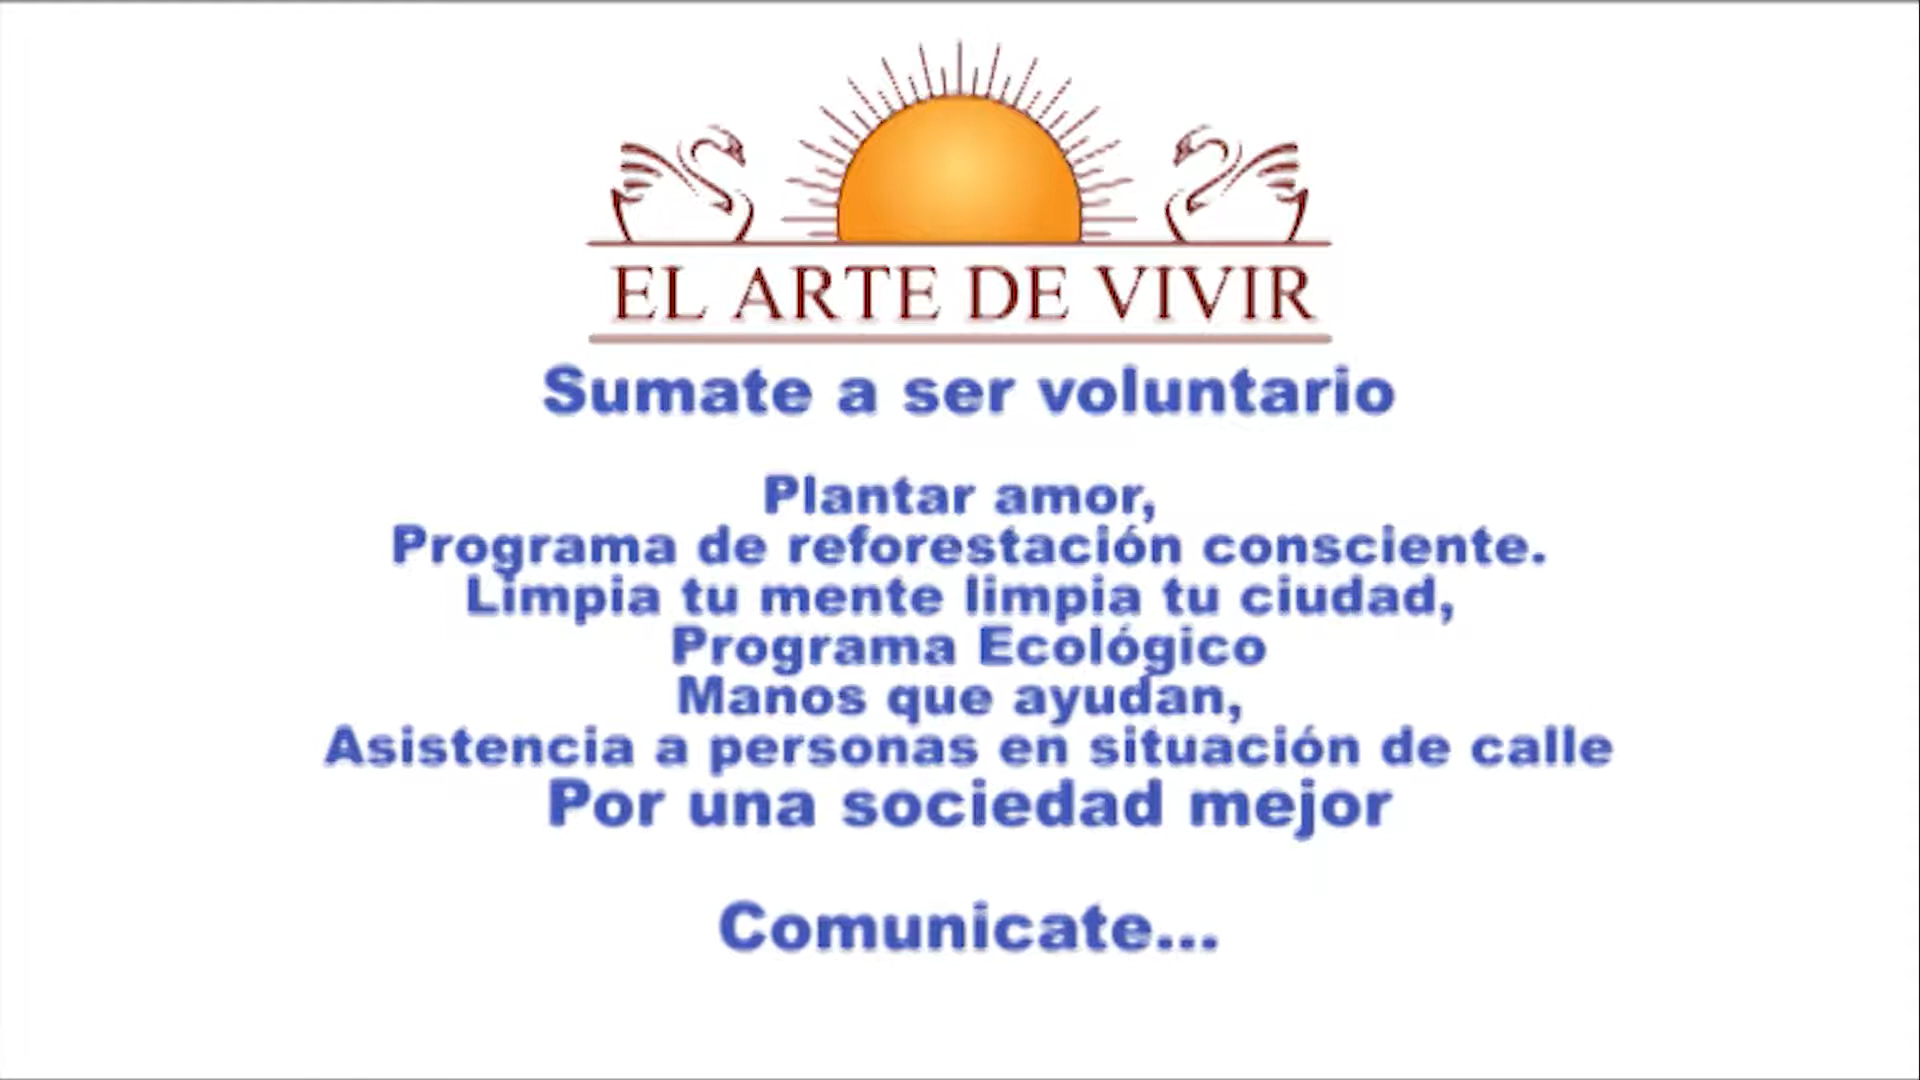 EL ARTE DE VIVIR
Sumate a ser voluntario
Plantar amor,
Programa de reforestación consciente.
Limpia tu mente limpia tu ciudad,
Programa Ecológico
Manos que ayudan,
Asistencia a personas en situación de calle
Por una sociedad mejor
Comunicate...